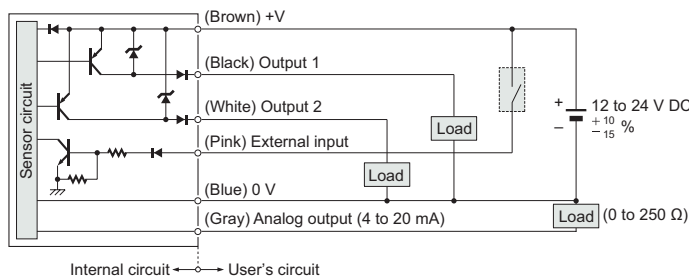 (Brown) +V
(Black) Output 1
(White) Output 2
(Pink) External input
(Blue) 0 V
(Gray) Analog output (4 to 20 mA)
Sensor circuit
Load
Load
+
−
12 to 24 V DC
+10
−15 %
Load (0 to 250 Ω)
Internal circuit
User's circuit